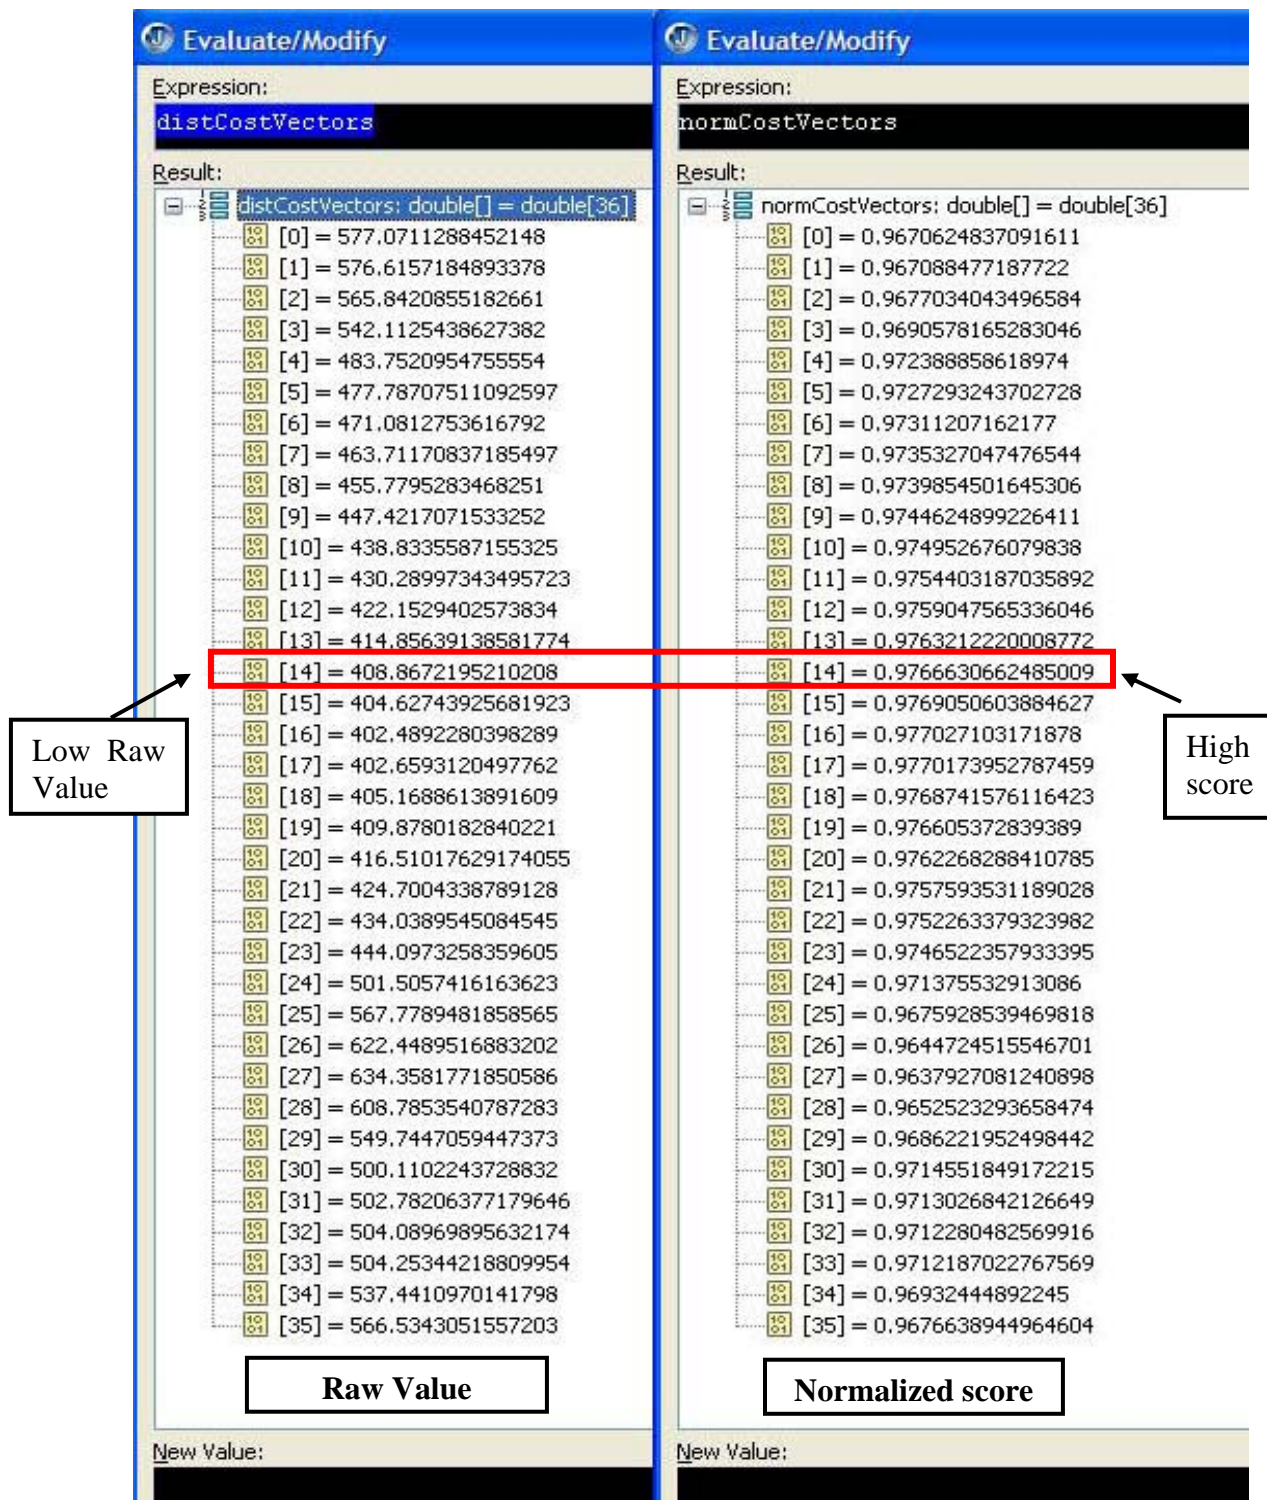 Evaluate/Modify
Expression:
distCostVectors
Result:
distCostVectors: double[] = double[36]
[0] = 577.0711288452148
[1] = 576.6157184893378
[2] = 565.8420855182661
[3] = 542.1125438627382
[4] = 483.7520954755554
[5] = 477.78707511092597
[6] = 471.0812753616792
[7] = 463.71170837185497
[8] = 455.7795283468251
[9] = 447.4217071533252
[10] = 438.8335587155325
[11] = 430.28997343495723
[12] = 422.1529402573834
[13] = 414.85639138581774
[14] = 408.8672195210208
[15] = 404.62743925681923
[16] = 402.4892280398289
[17] = 402.6593120497762
[18] = 405.1688613891609
[19] = 409.8780182840221
[20] = 416.51017629174055
[21] = 424.7004338789128
[22] = 434.0389545084545
[23] = 444.0973258359605
[24] = 501.5057416163623
[25] = 567.7789481858565
[26] = 622.4489516883202
[27] = 634.3581771850586
[28] = 608.7853540787283
[29] = 549.7447059447373
[30] = 500.1102243728832
[31] = 502.78206377179646
[32] = 504.08969895632174
[33] = 504.25344218809954
[34] = 537.4410970141798
[35] = 566.5343051557203
Low Raw
Value
Raw Value
New Value:
Evaluate/Modify
Expression:
normCostVectors
Result:
normCostVectors: double[] = double[36]
[0] = 0.9670624837091611
[1] = 0.967088477187722
[2] = 0.9677034043496584
[3] = 0.9690578165283046
[4] = 0.9723888858618974
[5] = 0.9727293243702728
[6] = 0.97311207162177
[7] = 0.9735327047476544
[8] = 0.9739854501645306
[9] = 0.9744624899226411
[10] = 0.974952676079838
[11] = 0.9754403187035892
[12] = 0.9759047565336046
[13] = 0.9763212220008772
[14] = 0.9766630662485009
[15] = 0.9769050603884627
[16] = 0.977027103171878
[17] = 0.9770173952787459
[18] = 0.9768741576116423
[19] = 0.976605372839389
[20] = 0.9762268288410785
[21] = 0.9757593531189028
[22] = 0.9752263379323982
[23] = 0.9746522357933395
[24] = 0.971375532913086
[25] = 0.9675928539469818
[26] = 0.9644724515546701
[27] = 0.9637927081240898
[28] = 0.9652523293658474
[29] = 0.9686221952498442
[30] = 0.9714551849172215
[31] = 0.9713026842126649
[32] = 0.9712280482569916
[33] = 0.9712187022767569
[34] = 0.96932444892245
[35] = 0.9676638944964604
High
score
Normalized score
New Value: